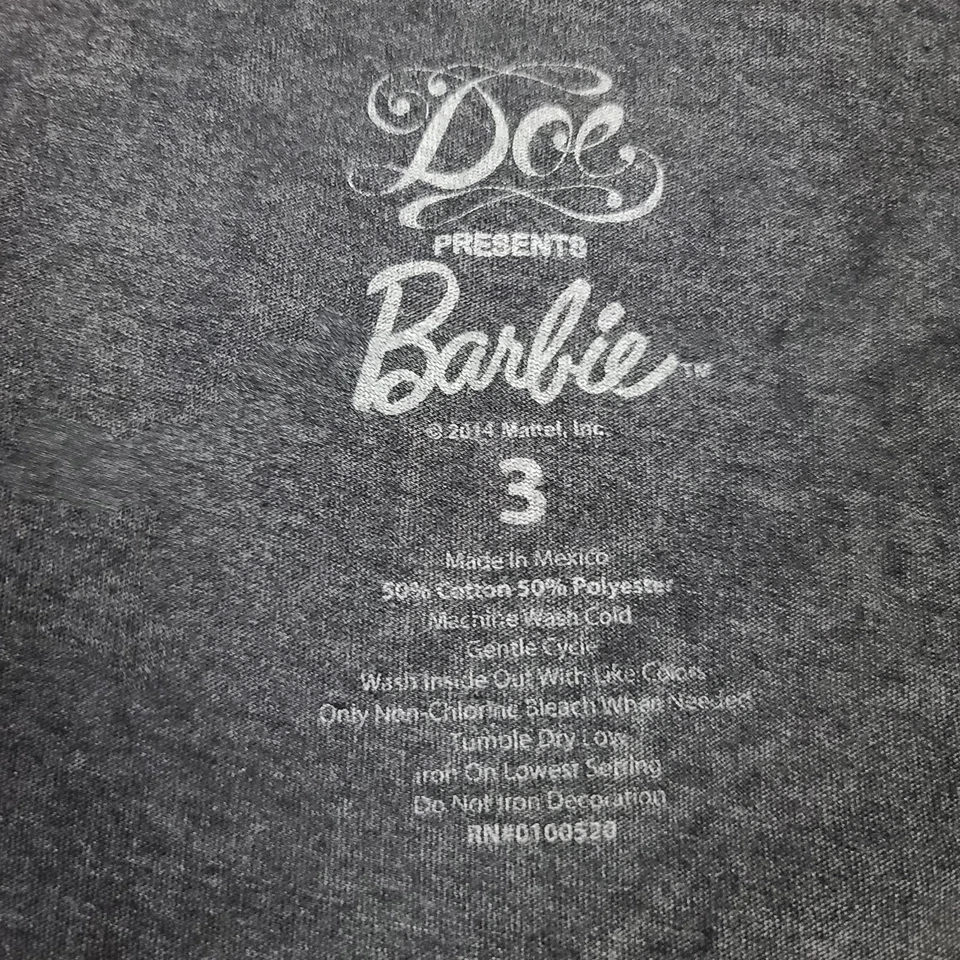 Doe
PRESENTS
Barbie™
© 2014 Mattel, Inc.
3
Made In Mexico
50% Cotton 50% Polyester
Machine Wash Cold
Gentle Cycle
Wash Inside Out With Like Colors
Only Non-Chlorine Bleach When Needed
Tumble Dry Low
Iron On Lowest Setting
Do Not Iron Decoration
RN#0100520